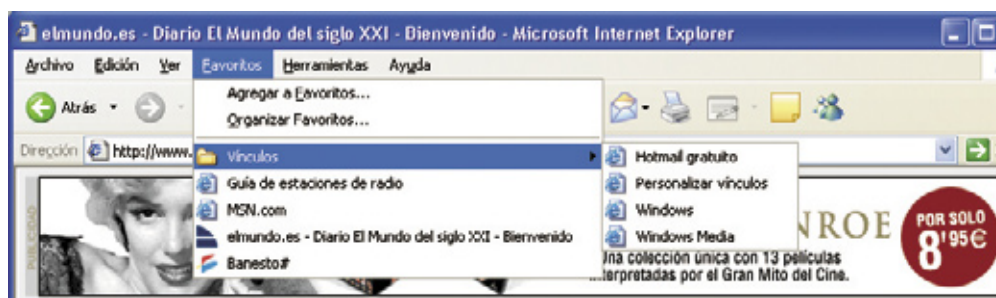 elmundo.es - Diario El Mundo del siglo XXI - Bienvenido - Microsoft Internet Explorer
Archivo Edición Ver Favoritos Herramientas Ayuda
Atrás
Agregar a Favoritos...
Organizar Favoritos...
Dirección http://www.
Vínculos
Guía de estaciones de radio
MSN.com
elmundo.es - Diario El Mundo del siglo XXI - Bienvenido
Banesto#
Hotmail gratuito
Personalizar vínculos
Windows
Windows Media
PUBLICIDAD
NROE
POR SOLO
8'95€
Una colección única con 13 películas
interpretadas por el Gran Mito del Cine.